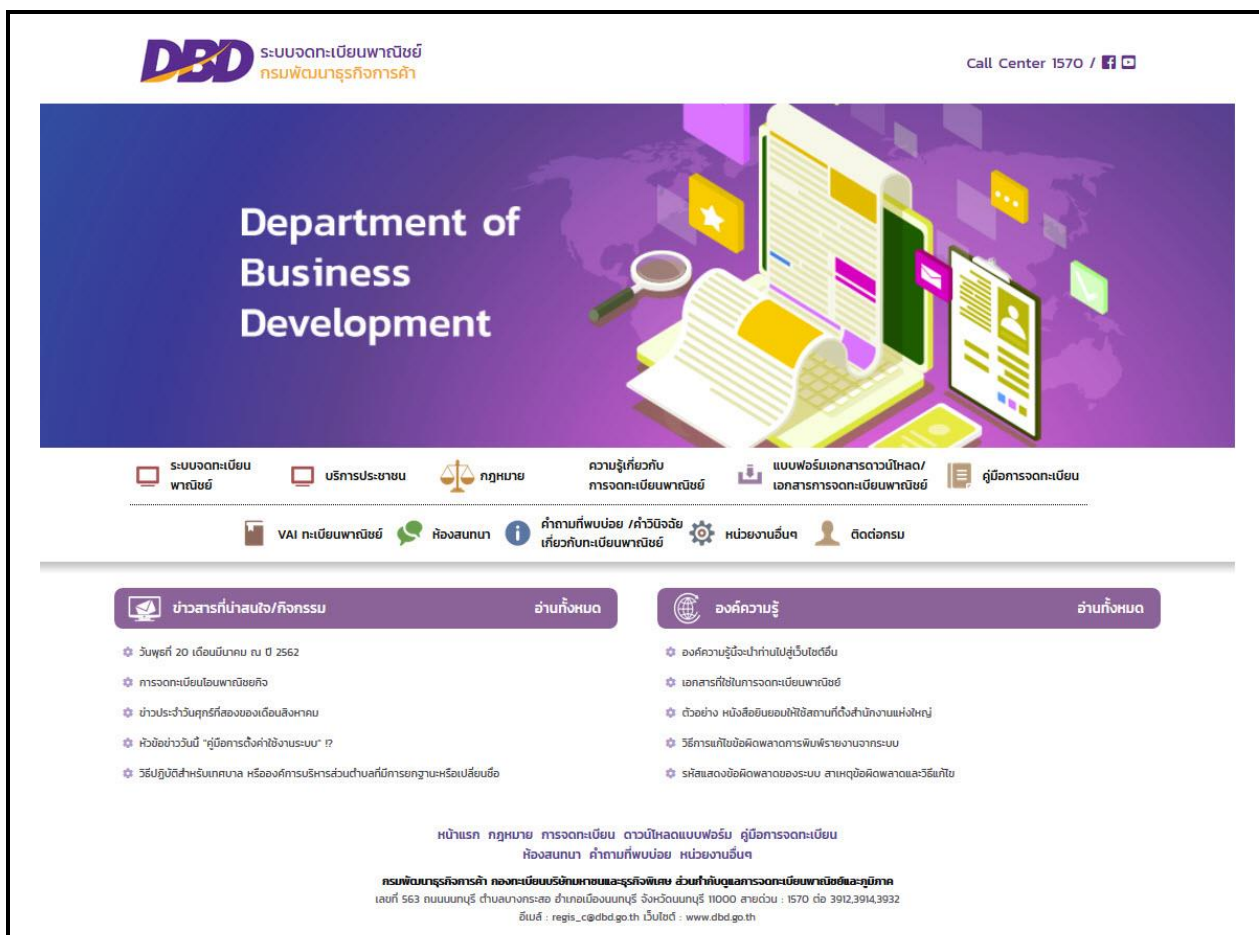 DBD ระบบจดทะเบียนพาณิชย์
กรมพัฒนาธุรกิจการค้า
Call Center 1570 /
Department of
Business
Development
ระบบจดทะเบียน
พาณิชย์
บริการประชาชน
กฎหมาย
ความรู้เกี่ยวกับ
การจดทะเบียนพาณิชย์
แบบฟอร์มเอกสารดาวน์โหลด/
เอกสารการจดทะเบียนพาณิชย์
คู่มือการจดทะเบียน
VAI ทะเบียนพาณิชย์
ห้องสนทนา
คำถามที่พบบ่อย /คำวินิจฉัย
เกี่ยวกับทะเบียนพาณิชย์
หน่วยงานอื่นๆ
ติดต่อกรม
ข่าวสารที่น่าสนใจ/กิจกรรม อ่านทั้งหมด
วันพุธที่ 20 เดือนมีนาคม ณ ปี 2562
การจดทะเบียนโอนพาณิชยกิจ
ข่าวประจำวันศุกร์ที่สองของเดือนสิงหาคม
หัวข้อข่าววันนี้ "คู่มือการตั้งค่าใช้งานระบบ" !?
วิธีปฏิบัติสำหรับเทศบาล หรือองค์การบริหารส่วนตำบลที่มีการยกฐานะหรือเปลี่ยนชื่อ
องค์ความรู้ อ่านทั้งหมด
องค์ความรู้นี้จะนำท่านไปสู่เว็บไซต์อื่น
เอกสารที่ใช้ในการจดทะเบียนพาณิชย์
ตัวอย่าง หนังสือยินยอมให้ใช้สถานที่ตั้งสำนักงานแห่งใหญ่
วิธีการแก้ไขข้อผิดพลาดการพิมพ์รายงานจากระบบ
รหัสแสดงข้อผิดพลาดของระบบ สาเหตุข้อผิดพลาดและวิธีแก้ไข
หน้าแรก กฎหมาย การจดทะเบียน ดาวน์โหลดแบบฟอร์ม คู่มือการจดทะเบียน
ห้องสนทนา คำถามที่พบบ่อย หน่วยงานอื่นๆ
กรมพัฒนาธุรกิจการค้า กองทะเบียนบริษัทมหาชนและธุรกิจพิเศษ ส่วนกำกับดูแลการจดทะเบียนพาณิชย์และภูมิภาค
เลขที่ 563 ถนนนนทบุรี ตำบลบางกระสอ อำเภอเมืองนนทบุรี จังหวัดนนทบุรี 11000 สายด่วน : 1570 ต่อ 3912,3914,3932
อีเมล์ : regis_c@dbd.go.th เว็บไซต์ : www.dbd.go.th